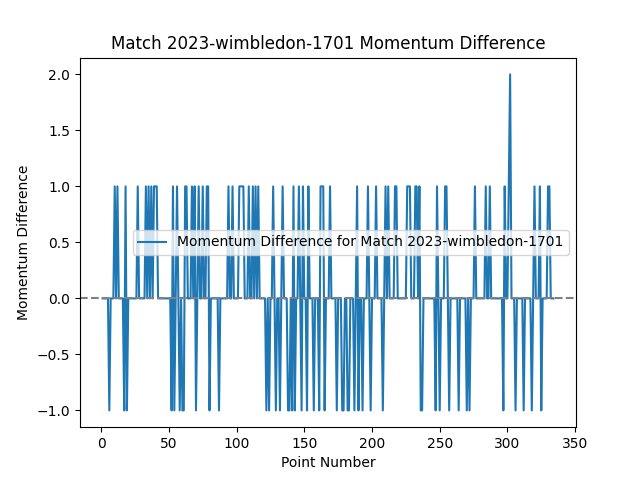 Match 2023-wimbledon-1701 Momentum Difference
2.0
1.5
1.0
0.5
0.0
−0.5
−1.0
Momentum Difference
Momentum Difference for Match 2023-wimbledon-1701
0 50 100 150 200 250 300 350
Point Number